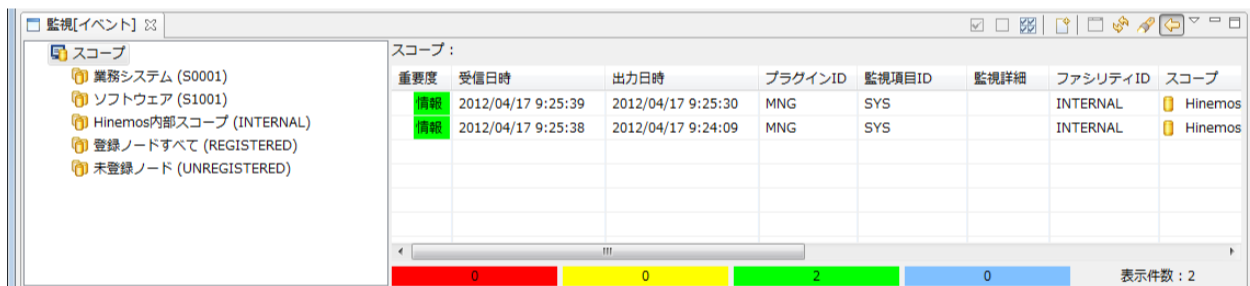 監視[イベント]
スコープ
業務システム (S0001)
ソフトウェア (S1001)
Hinemos内部スコープ (INTERNAL)
登録ノードすべて (REGISTERED)
未登録ノード (UNREGISTERED)
スコープ :
重要度 受信日時 出力日時 プラグインID 監視項目ID 監視詳細 ファシリティID スコープ
情報 2012/04/17 9:25:39 2012/04/17 9:25:30 MNG SYS INTERNAL Hinemos
情報 2012/04/17 9:25:38 2012/04/17 9:24:09 MNG SYS INTERNAL Hinemos
0 0 2 0 表示件数 : 2